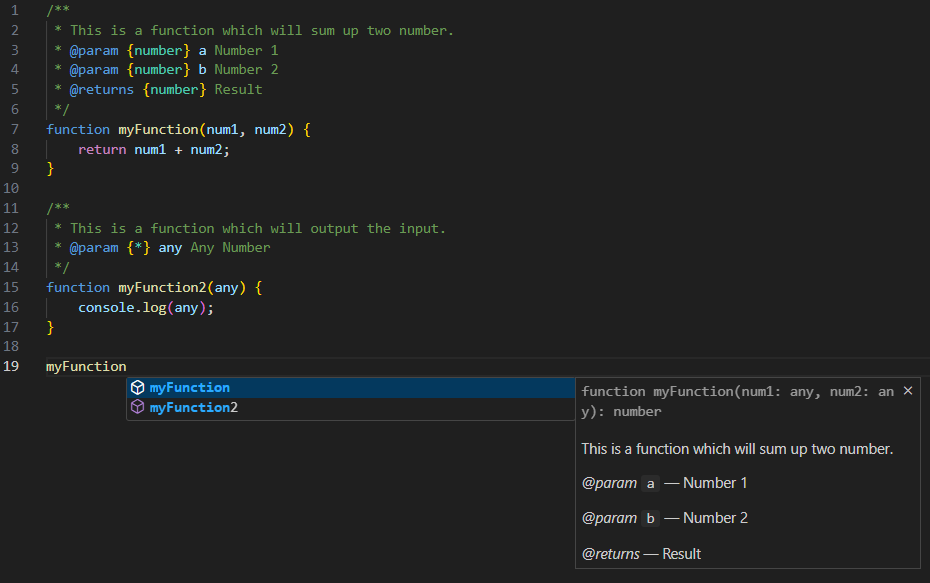 1 /**
2  * This is a function which will sum up two number.
3  * @param {number} a Number 1
4  * @param {number} b Number 2
5  * @returns {number} Result
6  */
7 function myFunction(num1, num2) {
8     return num1 + num2;
9 }
10
11 /**
12  * This is a function which will output the input.
13  * @param {*} any Any Number
14  */
15 function myFunction2(any) {
16     console.log(any);
17 }
18
19 myFunction
myFunction
myFunction2
function myFunction(num1: any, num2: an
y): number
This is a function which will sum up two number.
@param a — Number 1
@param b — Number 2
@returns — Result